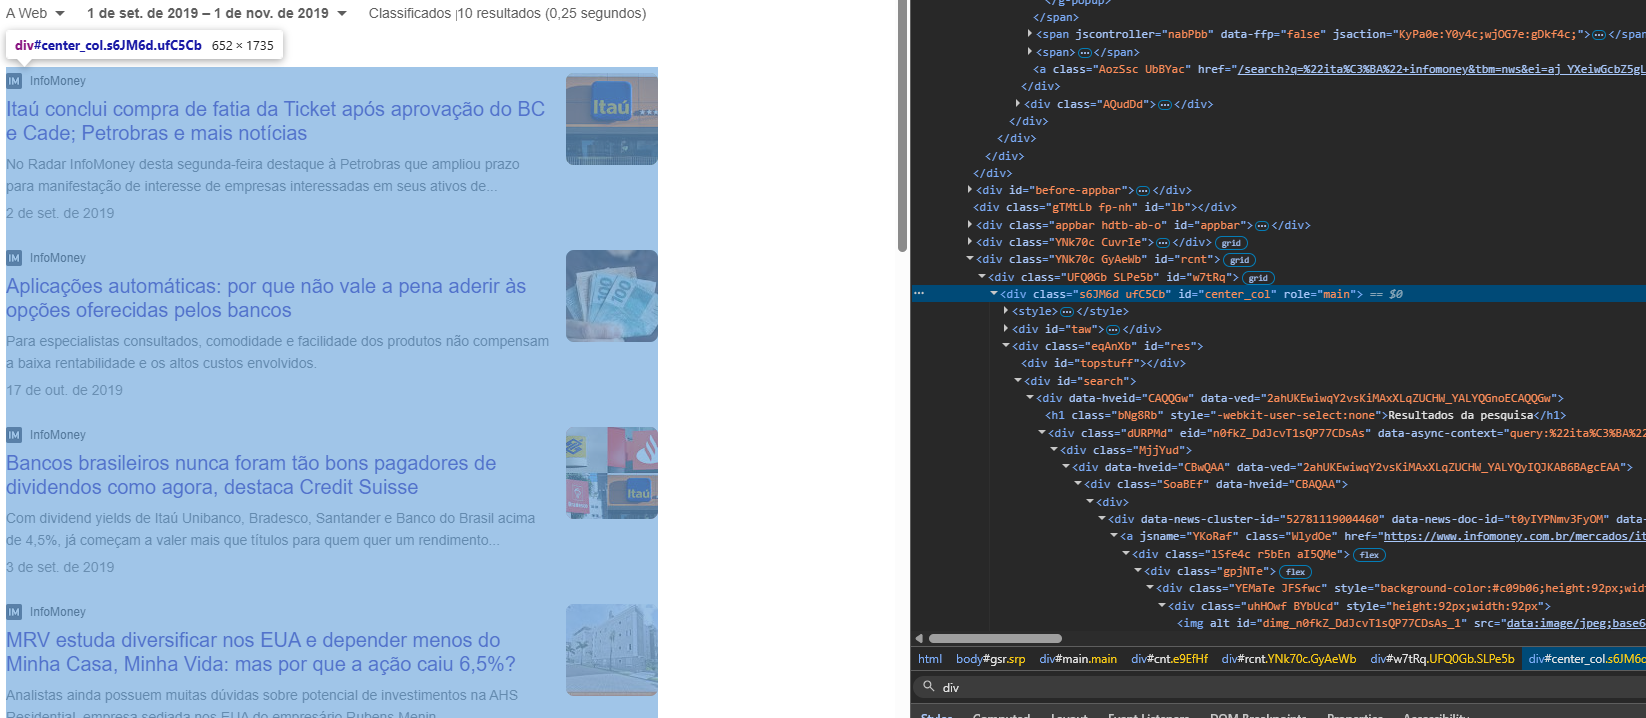 A Web 1 de set. de 2019 – 1 de nov. de 2019 Classificados 10 resultados (0,25 segundos)
div#center_col.s6JM6d.ufC5Cb 652 × 1735
IM InfoMoney
Itaú conclui compra de fatia da Ticket após aprovação do BC
e Cade; Petrobras e mais notícias
No Radar InfoMoney desta segunda-feira destaque à Petrobras que ampliou prazo
para manifestação de interesse de empresas interessadas em seus ativos de...
2 de set. de 2019
Itaú
IM InfoMoney
Aplicações automáticas: por que não vale a pena aderir às
opções oferecidas pelos bancos
Para especialistas consultados, comodidade e facilidade dos produtos não compensam
a baixa rentabilidade e os altos custos envolvidos.
17 de out. de 2019
100
IM InfoMoney
Bancos brasileiros nunca foram tão bons pagadores de
dividendos como agora, destaca Credit Suisse
Com dividend yields de Itaú Unibanco, Bradesco, Santander e Banco do Brasil acima
de 4,5%, já começam a valer mais que títulos para quem quer um rendimento...
3 de set. de 2019
Itaú
IM InfoMoney
MRV estuda diversificar nos EUA e depender menos do
Minha Casa, Minha Vida: mas por que a ação caiu 6,5%?
Analistas ainda possuem muitas dúvidas sobre potencial de investimentos na AHS
Residential, empresa sediada nos EUA do empresário Rubens Menin
</g-popup>
</span>
<span jscontroller="nabPbb" data-ffp="false" jsaction="KyPa0e:Y0y4c;wjOG7e:gDkf4c;">…</span
<span>…</span>
<a class="AozSsc UbBYac" href="/search?q=%22ita%C3%BA%22+infomoney&tbm=nws&ei=aj_YXeiwGcbZ5gL
</div>
<div class="AQudDd">…</div>
</div>
</div>
</div>
</div>
<div id="before-appbar">…</div>
<div class="gTMtLb fp-nh" id="lb"></div>
<div class="appbar hdtb-ab-o" id="appbar">…</div>
<div class="YNk70c CuvrIe">…</div> grid
<div class="YNk70c GyAeWb" id="rcnt"> grid
<div class="UFQ0Gb SLPe5b" id="w7tRq"> grid
… <div class="s6JM6d ufC5Cb" id="center_col" role="main"> == $0
<style>…</style>
<div id="taw">…</div>
<div class="eqAnXb" id="res">
<div id="topstuff"></div>
<div id="search">
<div data-hveid="CAQQGw" data-ved="2ahUKEwiwqY2vsKiMAxXLqZUCHW_YALYQGnoECAQQGw">
<h1 class="bNg8Rb" style="-webkit-user-select:none">Resultados da pesquisa</h1>
<div class="dURPMd" eid="n0fkZ_DdJcvT1sQP77CDsAs" data-async-context="query:%22ita%C3%BA%22
<div class="MjjYud">
<div data-hveid="CBwQAA" data-ved="2ahUKEwiwqY2vsKiMAxXLqZUCHW_YALYQyIQJKAB6BAgcEAA">
<div class="SoaBEf" data-hveid="CBAQAA">
<div>
<div data-news-cluster-id="52781119004460" data-news-doc-id="t0yIYPNmv3FyOM" data-
<a jsname="YKoRaf" class="WlydOe" href="https://www.infomoney.com.br/mercados/it
<div class="lSfe4c r5bEn aI5QMe"> flex
<div class="gpjNTe"> flex
<div class="YEMaTe JFSfwc" style="background-color:#c09b06;height:92px;wid
<div class="uhHOwf BYbUcd" style="height:92px;width:92px">
<img alt id="dimg_n0fkZ_DdJcvT1sQP77CDsAs_1" src="data:image/jpeg;base6
html body#gsr.srp div#main.main div#cnt.e9EfHf div#rcnt.YNk70c.GyAeWb div#w7tRq.UFQ0Gb.SLPe5b div#center_col.s6JM6d
div
Styles Computed Layout Event Listeners DOM Breakpoints Properties Accessibility